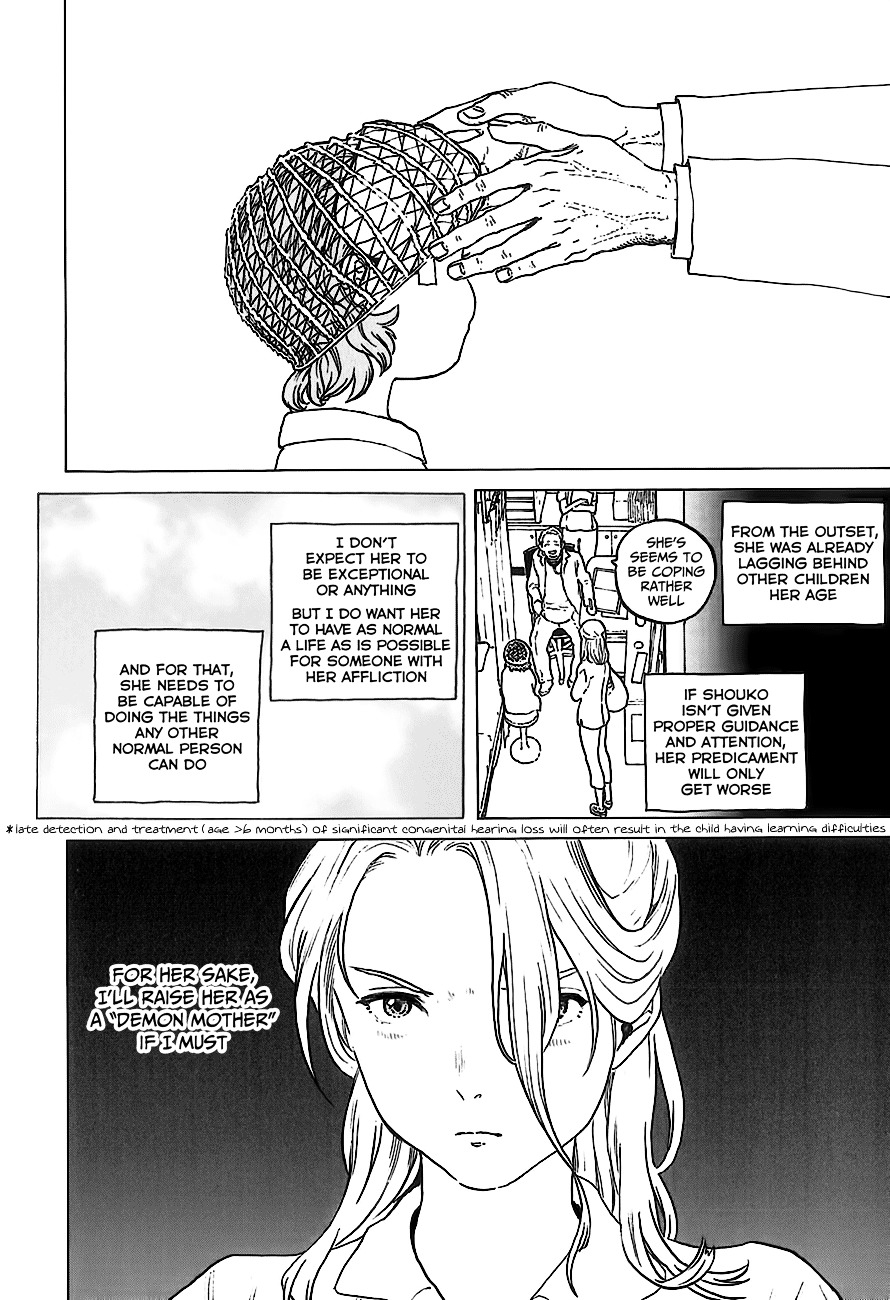 FROM THE OUTSET,
SHE WAS ALREADY
LAGGING BEHIND
OTHER CHILDREN
HER AGE
SHE'S
SEEMS TO
BE COPING
RATHER
WELL
IF SHOUKO
ISN'T GIVEN
PROPER GUIDANCE
AND ATTENTION,
HER PREDICAMENT
WILL ONLY
GET WORSE
I DON'T
EXPECT HER TO
BE EXCEPTIONAL
OR ANYTHING
BUT I DO WANT HER
TO HAVE AS NORMAL
A LIFE AS IS POSSIBLE
FOR SOMEONE WITH
HER AFFLICTION
AND FOR THAT,
SHE NEEDS TO
BE CAPABLE OF
DOING THE THINGS
ANY OTHER
NORMAL PERSON
CAN DO
*late detection and treatment (age >6 months) of significant congenital hearing loss will often result in the child having learning difficulties
FOR HER SAKE,
I'LL RAISE HER AS
A "DEMON MOTHER"
IF I MUST